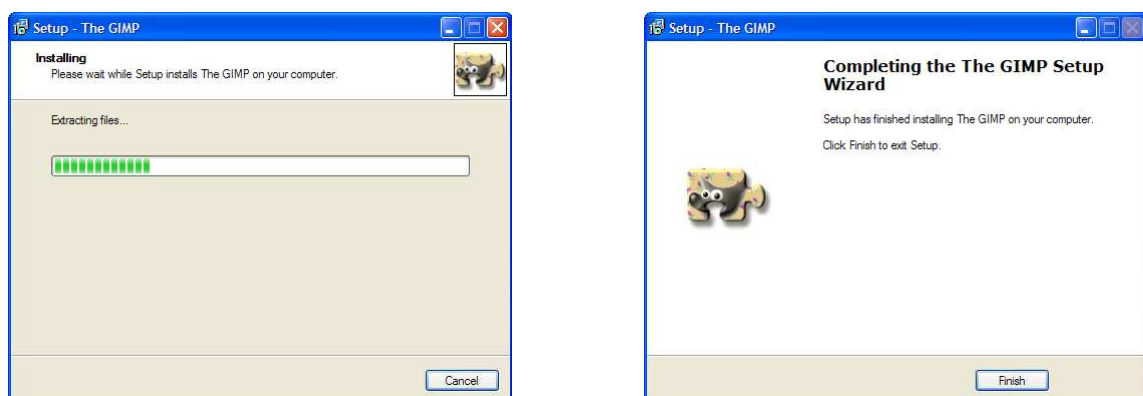 Setup - The GIMP
Installing
Please wait while Setup installs The GIMP on your computer.
Extracting files...
Cancel
Setup - The GIMP
Completing the The GIMP Setup
Wizard
Setup has finished installing The GIMP on your computer.
Click Finish to exit Setup.
Finish